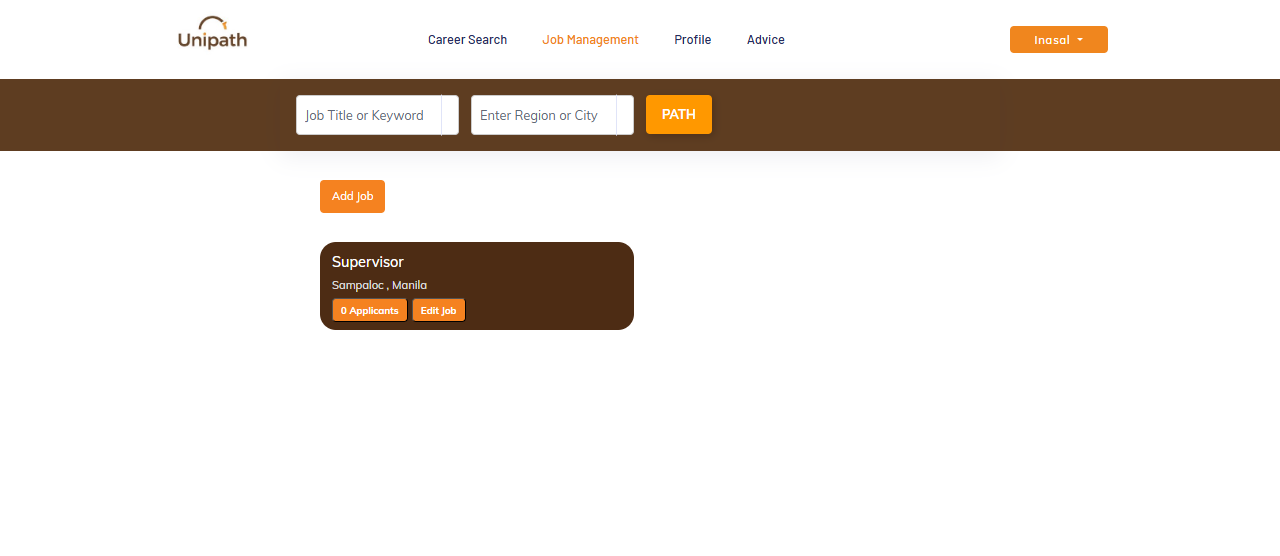 Unipath
Career Search Job Management Profile Advice
Inasal
Job Title or Keyword Enter Region or City PATH
Add Job
Supervisor
Sampaloc , Manila
0 Applicants Edit Job